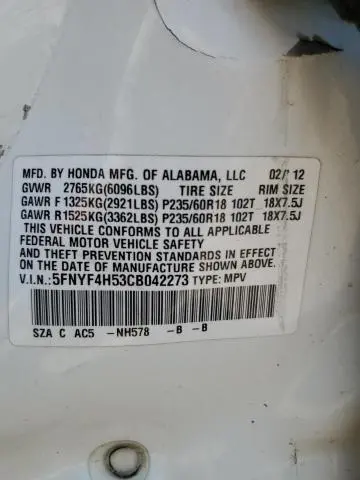 MFD. BY HONDA MFG. OF ALABAMA, LLC 02/12
GVWR 2765KG(6096LBS) TIRE SIZE RIM SIZE
GAWR F 1325KG(2921LBS) P235/60R18 102T 18X7.5J
GAWR R 1525KG(3362LBS) P235/60R18 102T 18X7.5J
THIS VEHICLE CONFORMS TO ALL APPLICABLE
FEDERAL MOTOR VEHICLE SAFETY
AND THEFT PREVENTION STANDARDS IN EFFECT
ON THE DATE OF MANUFACTURE SHOWN ABOVE.
V.I.N.:5FNYF4H53CB042273 TYPE: MPV
SZA C AC5 -NH578 -B -B